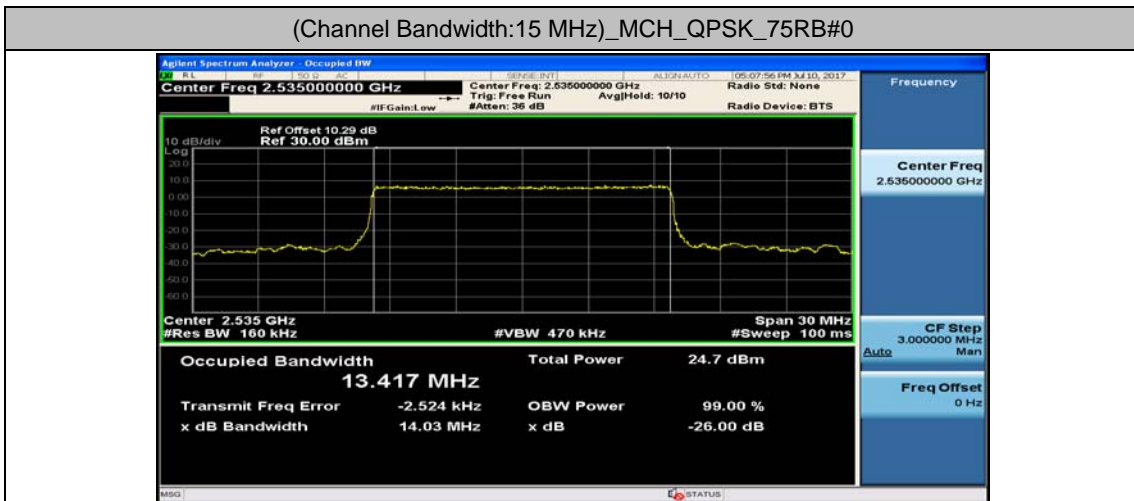 (Channel Bandwidth:15 MHz)_MCH_QPSK_75RB#0
Agilent Spectrum Analyzer - Occupied BW
RL RF 50 Ω AC SENSE:INT ALIGN AUTO 05:07:56 PM Jul 10, 2017
Center Freq 2.535000000 GHz
Center Freq: 2.535000000 GHz
Radio Std: None
Trig: Free Run Avg|Hold: 10/10
#IFGain:Low
#Atten: 36 dB
Radio Device: BTS
Ref Offset 10.29 dB
10 dB/div Ref 30.00 dBm
Log
20.0
10.0
0.00
-10.0
-20.0
-30.0
-40.0
-50.0
-60.0
Center 2.535 GHz
Span 30 MHz
#Res BW 160 kHz
#VBW 470 kHz
#Sweep 100 ms
Occupied Bandwidth
Total Power 24.7 dBm
13.417 MHz
Transmit Freq Error -2.524 kHz OBW Power 99.00 %
x dB Bandwidth 14.03 MHz x dB -26.00 dB
MSG
STATUS
Frequency
Center Freq
2.535000000 GHz
CF Step
3.000000 MHz
Auto Man
Freq Offset
0 Hz